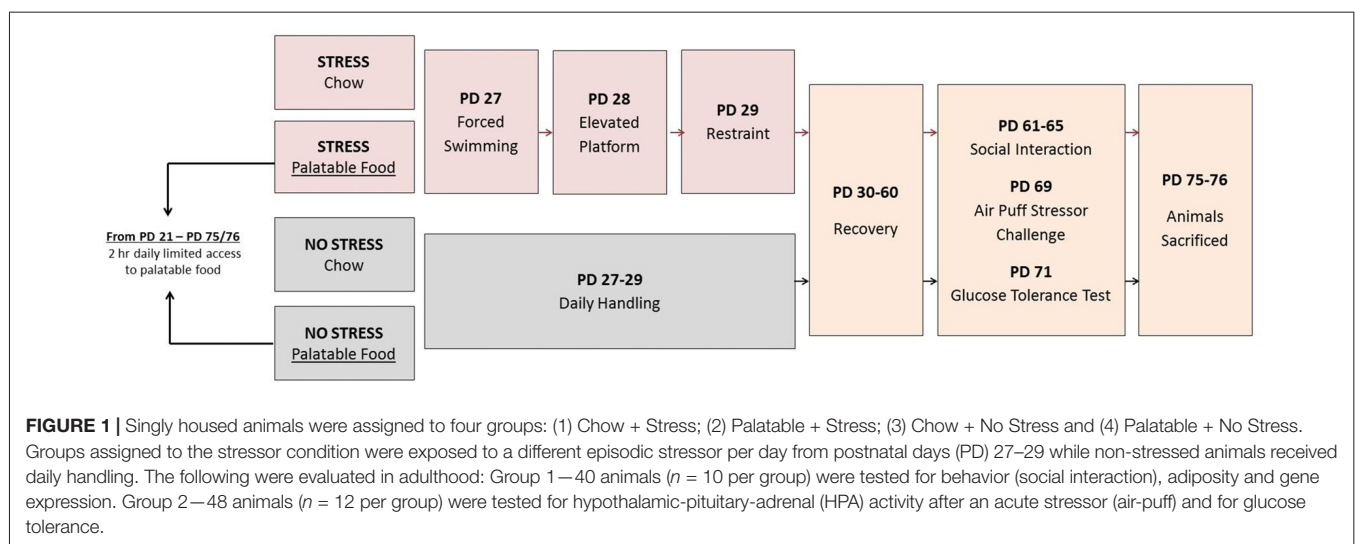 STRESS
Chow
STRESS
Palatable Food
From PD 21 – PD 75/76
2 hr daily limited access
to palatable food
NO STRESS
Chow
NO STRESS
Palatable Food
PD 27
Forced
Swimming
PD 28
Elevated
Platform
PD 29
Restraint
PD 27-29
Daily Handling
PD 30-60
Recovery
PD 61-65
Social Interaction
PD 69
Air Puff Stressor
Challenge
PD 71
Glucose Tolerance Test
PD 75-76
Animals
Sacrificed
FIGURE 1 | Singly housed animals were assigned to four groups: (1) Chow + Stress; (2) Palatable + Stress; (3) Chow + No Stress and (4) Palatable + No Stress.
Groups assigned to the stressor condition were exposed to a different episodic stressor per day from postnatal days (PD) 27–29 while non-stressed animals received
daily handling. The following were evaluated in adulthood: Group 1—40 animals (n = 10 per group) were tested for behavior (social interaction), adiposity and gene
expression. Group 2—48 animals (n = 12 per group) were tested for hypothalamic-pituitary-adrenal (HPA) activity after an acute stressor (air-puff) and for glucose
tolerance.